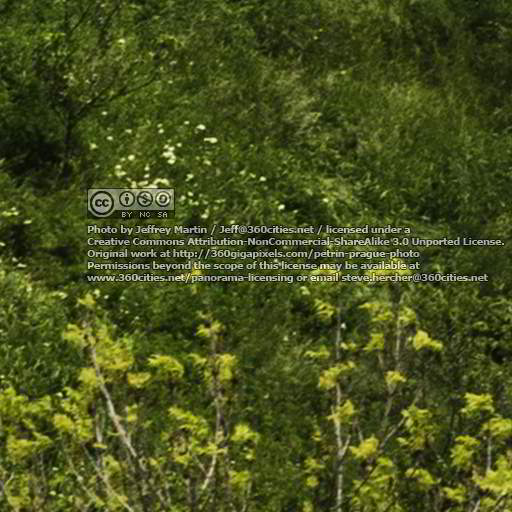 cc
BY NC SA
Photo by Jeffrey Martin / Jeff@360cities.net / licensed under a
Creative Commons Attribution-NonCommercial-ShareAlike 3.0 Unported License.
Original work at http://360gigapixels.com/petrin-prague-photo
Permissions beyond the scope of this license may be available at
www.360cities.net/panorama-licensing or email steve.hercher@360cities.net